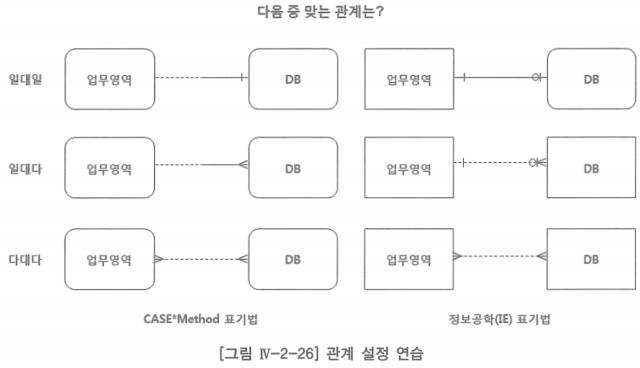 다음 중 맞는 관계는?
일대일 업무영역 DB 업무영역 DB
일대다 업무영역 DB 업무영역 DB
다대다 업무영역 DB 업무영역 DB
CASE*Method 표기법 정보공학(IE) 표기법
[그림 Ⅳ-2-26] 관계 설정 연습